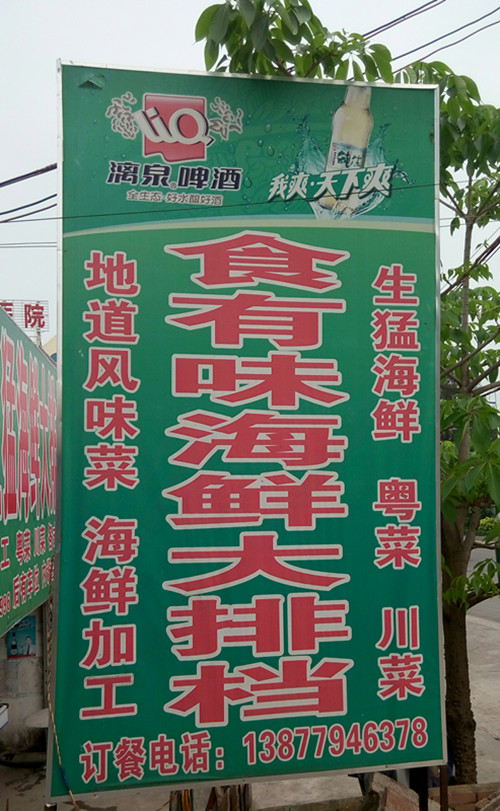 漓泉®啤酒
全生态 好水酿好酒
我爽·天下爽
食有味海鲜大排档
生猛海鲜 粤菜 川菜
地道风味菜 海鲜加工
订餐电话：13877946378
院